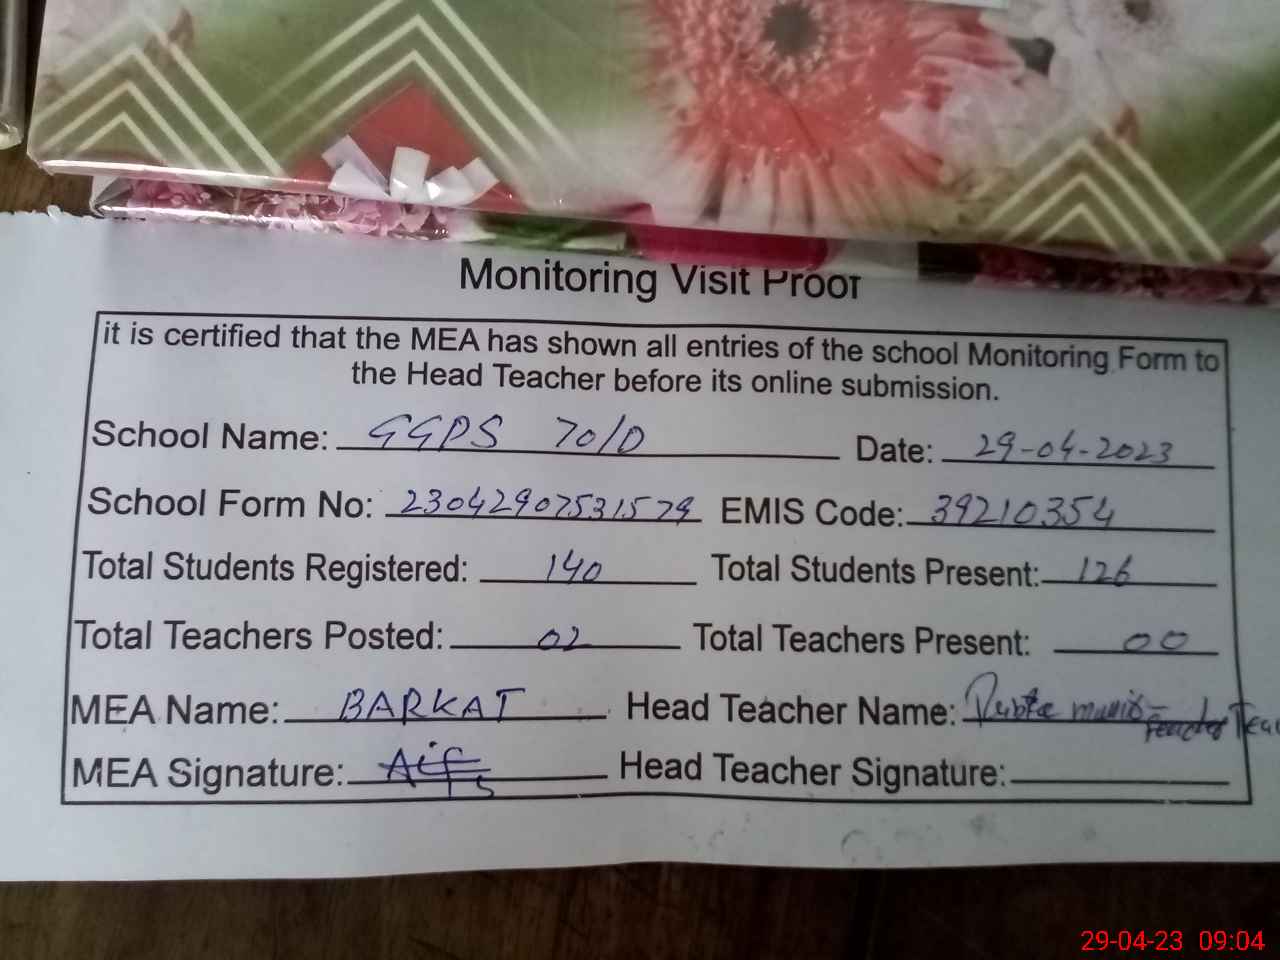 Monitoring Visit Proof
it is certified that the MEA has shown all entries of the school Monitoring Form to
the Head Teacher before its online submission.
School Name: GGPS 70/D Date: 29-04-2023
School Form No: 23042907531579 EMIS Code: 39210354
Total Students Registered: 140 Total Students Present: 126
Total Teachers Posted: 02 Total Teachers Present: 00
MEA Name: BARKAT Head Teacher Name:
MEA Signature: Head Teacher Signature:
29-04-23 09:04